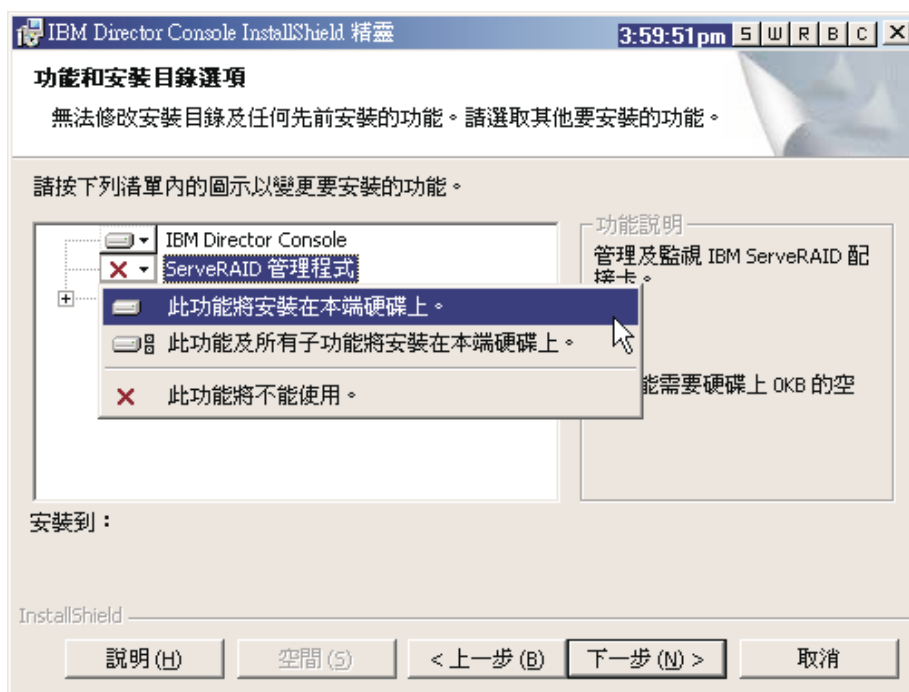 IBM Director Console InstallShield 精靈
3:59:51pm S W R B C X
功能和安裝目錄選項
無法修改安裝目錄及任何先前安裝的功能。請選取其他要安裝的功能。
請按下列清單內的圖示以變更要安裝的功能。
IBM Director Console
ServeRAID 管理程式
此功能將安裝在本端硬碟上。
此功能及所有子功能將安裝在本端硬碟上。
此功能將不能使用。
功能說明
管理及監視 IBM ServeRAID 配
接卡。
能需要硬碟上 0KB 的空
安裝到：
InstallShield
說明(H)
空間(S)
< 上一步(B)
下一步(N) >
取消